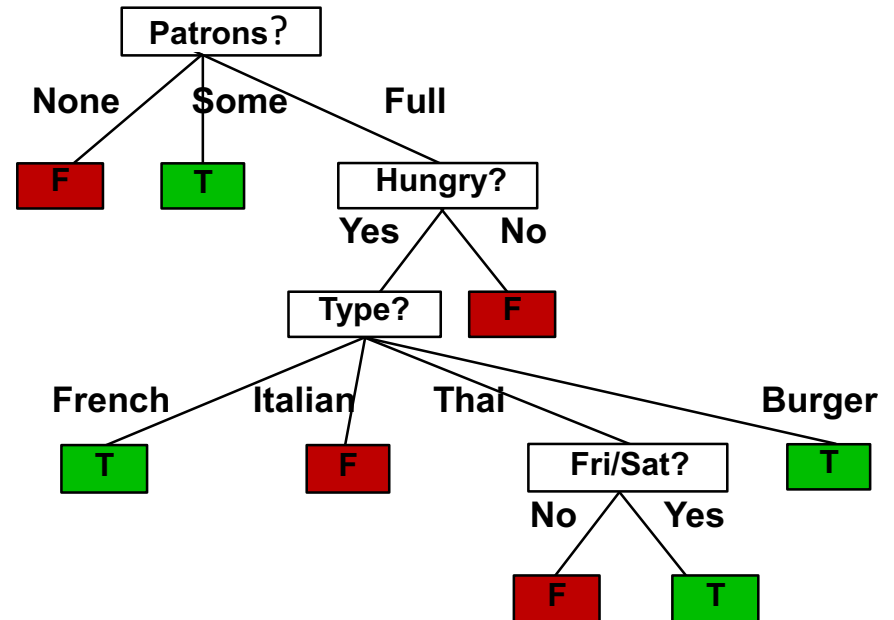 Patrons?
None Some Full
F T Hungry?
Yes No
Type? F
French Italian Thai Burger
T F Fri/Sat? T
No Yes
F T